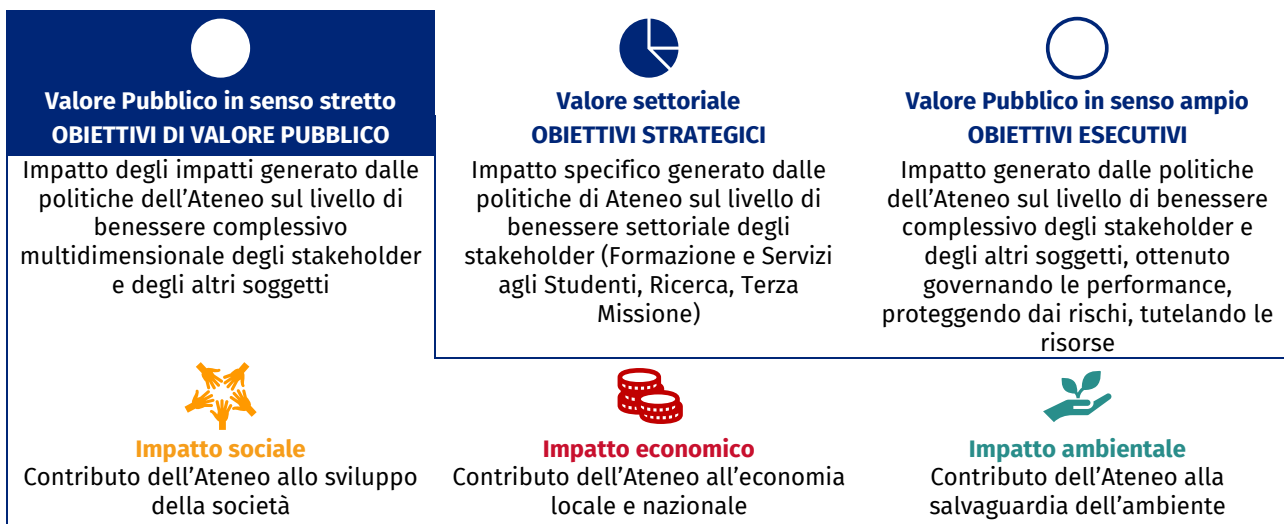 Valore Pubblico in senso stretto
OBIETTIVI DI VALORE PUBBLICO
Impatto degli impatti generato dalle
politiche dell'Ateneo sul livello di
benessere complessivo
multidimensionale degli stakeholder
e degli altri soggetti
Valore settoriale
OBIETTIVI STRATEGICI
Impatto specifico generato dalle
politiche di Ateneo sul livello di
benessere settoriale degli
stakeholder (Formazione e Servizi
agli Studenti, Ricerca, Terza
Missione)
Valore Pubblico in senso ampio
OBIETTIVI ESECUTIVI
Impatto generato dalle politiche
dell'Ateneo sul livello di benessere
complessivo degli stakeholder e
degli altri soggetti, ottenuto
governando le performance,
proteggendo dai rischi, tutelando le
risorse
Impatto sociale
Contributo dell'Ateneo allo sviluppo
della società
Impatto economico
Contributo dell'Ateneo all'economia
locale e nazionale
Impatto ambientale
Contributo dell'Ateneo alla
salvaguardia dell'ambiente